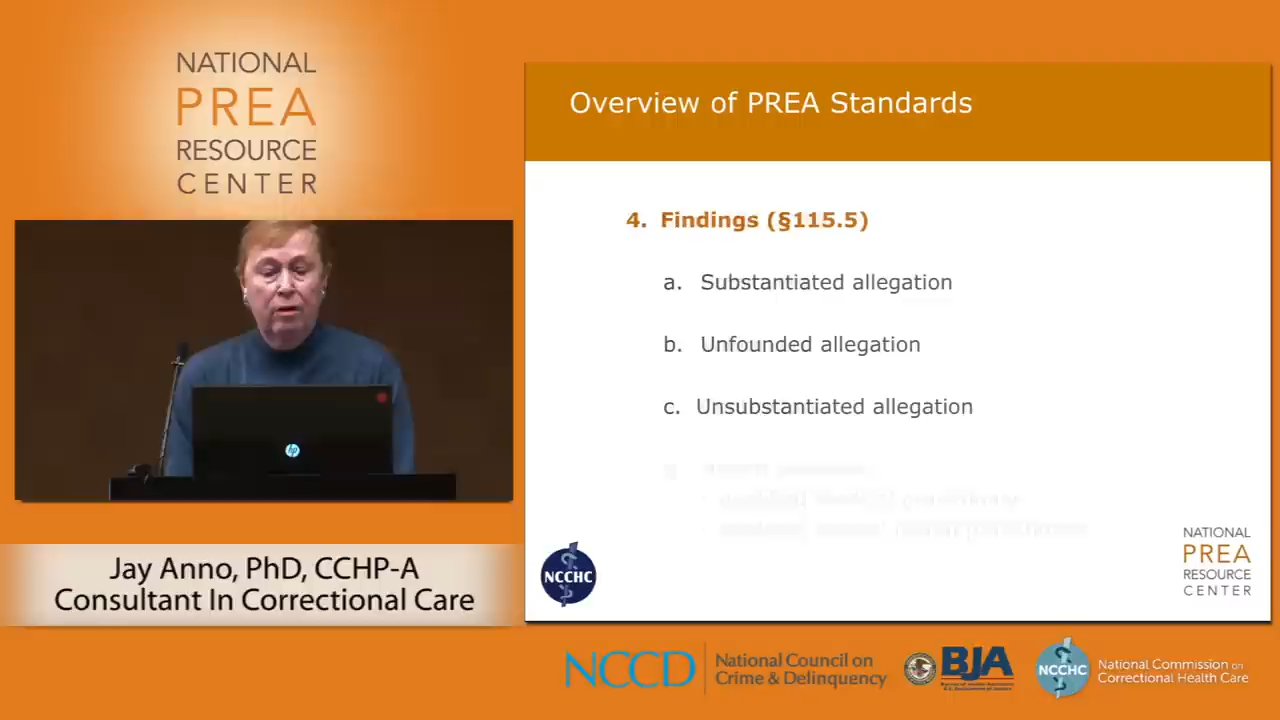 NATIONAL
PREA
RESOURCE
CENTER
Overview of PREA Standards
4. Findings (§115.5)
a. Substantiated allegation
b. Unfounded allegation
c. Unsubstantiated allegation
hp
Jay Anno, PhD, CCHP-A
Consultant In Correctional Care
NCCHC
NATIONAL
PREA
RESOURCE
CENTER
NCCD
National Council on
Crime & Delinquency
BJA
NCCHC
National Commission on
Correctional Health Care